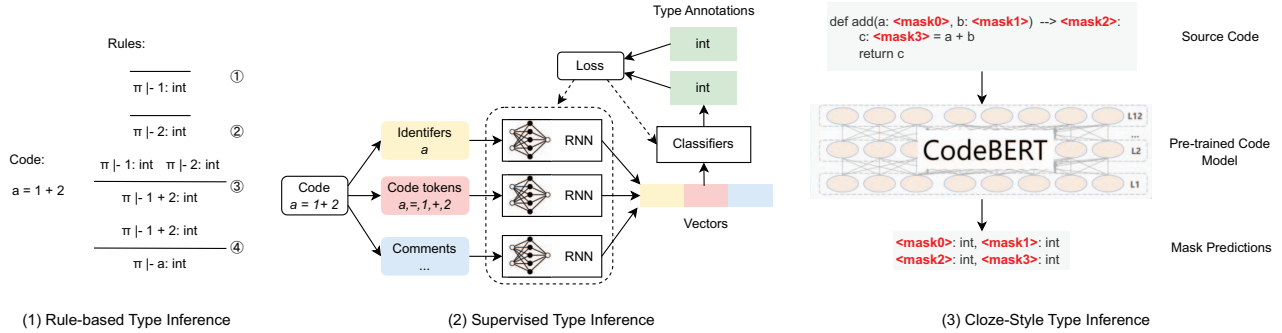 Rules:
π |- 1: int
①
π |- 2: int
②
Code:
a = 1 + 2
π |- 1: int π |- 2: int
③
π |- 1 + 2: int
π |- 1 + 2: int
④
π |- a: int
(1) Rule-based Type Inference
Type Annotations
int
Loss
int
Identifers
a
RNN
Classifiers
Code
a = 1+ 2
Code tokens
a,=,1,+,2
RNN
Vectors
Comments
...
RNN
(2) Supervised Type Inference
def add(a: <mask0>, b: <mask1>) --> <mask2>:
c: <mask3> = a + b
return c
Source Code
L12
...
CodeBERT
L2
L1
Pre-trained Code
Model
<mask0>: int, <mask1>: int
<mask2>: int, <mask3>: int
Mask Predictions
(3) Cloze-Style Type Inference